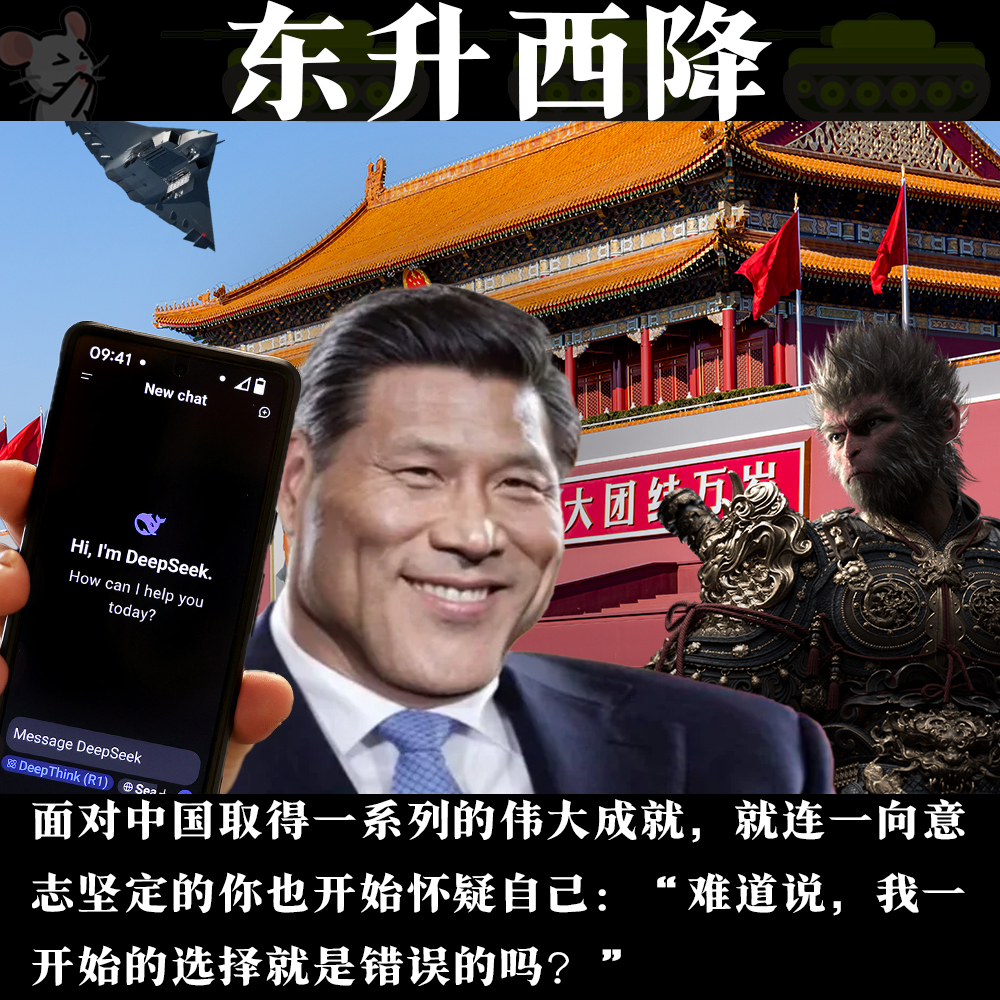 东升西降
09:41
New chat
大团结万岁
Hi, I'm DeepSeek.
How can I help you
today?
Message DeepSeek
DeepThink (R1)
面对中国取得一系列的伟大成就，就连一向意
志坚定的你也开始怀疑自己：“难道说，我一
开始的选择就是错误的吗？”